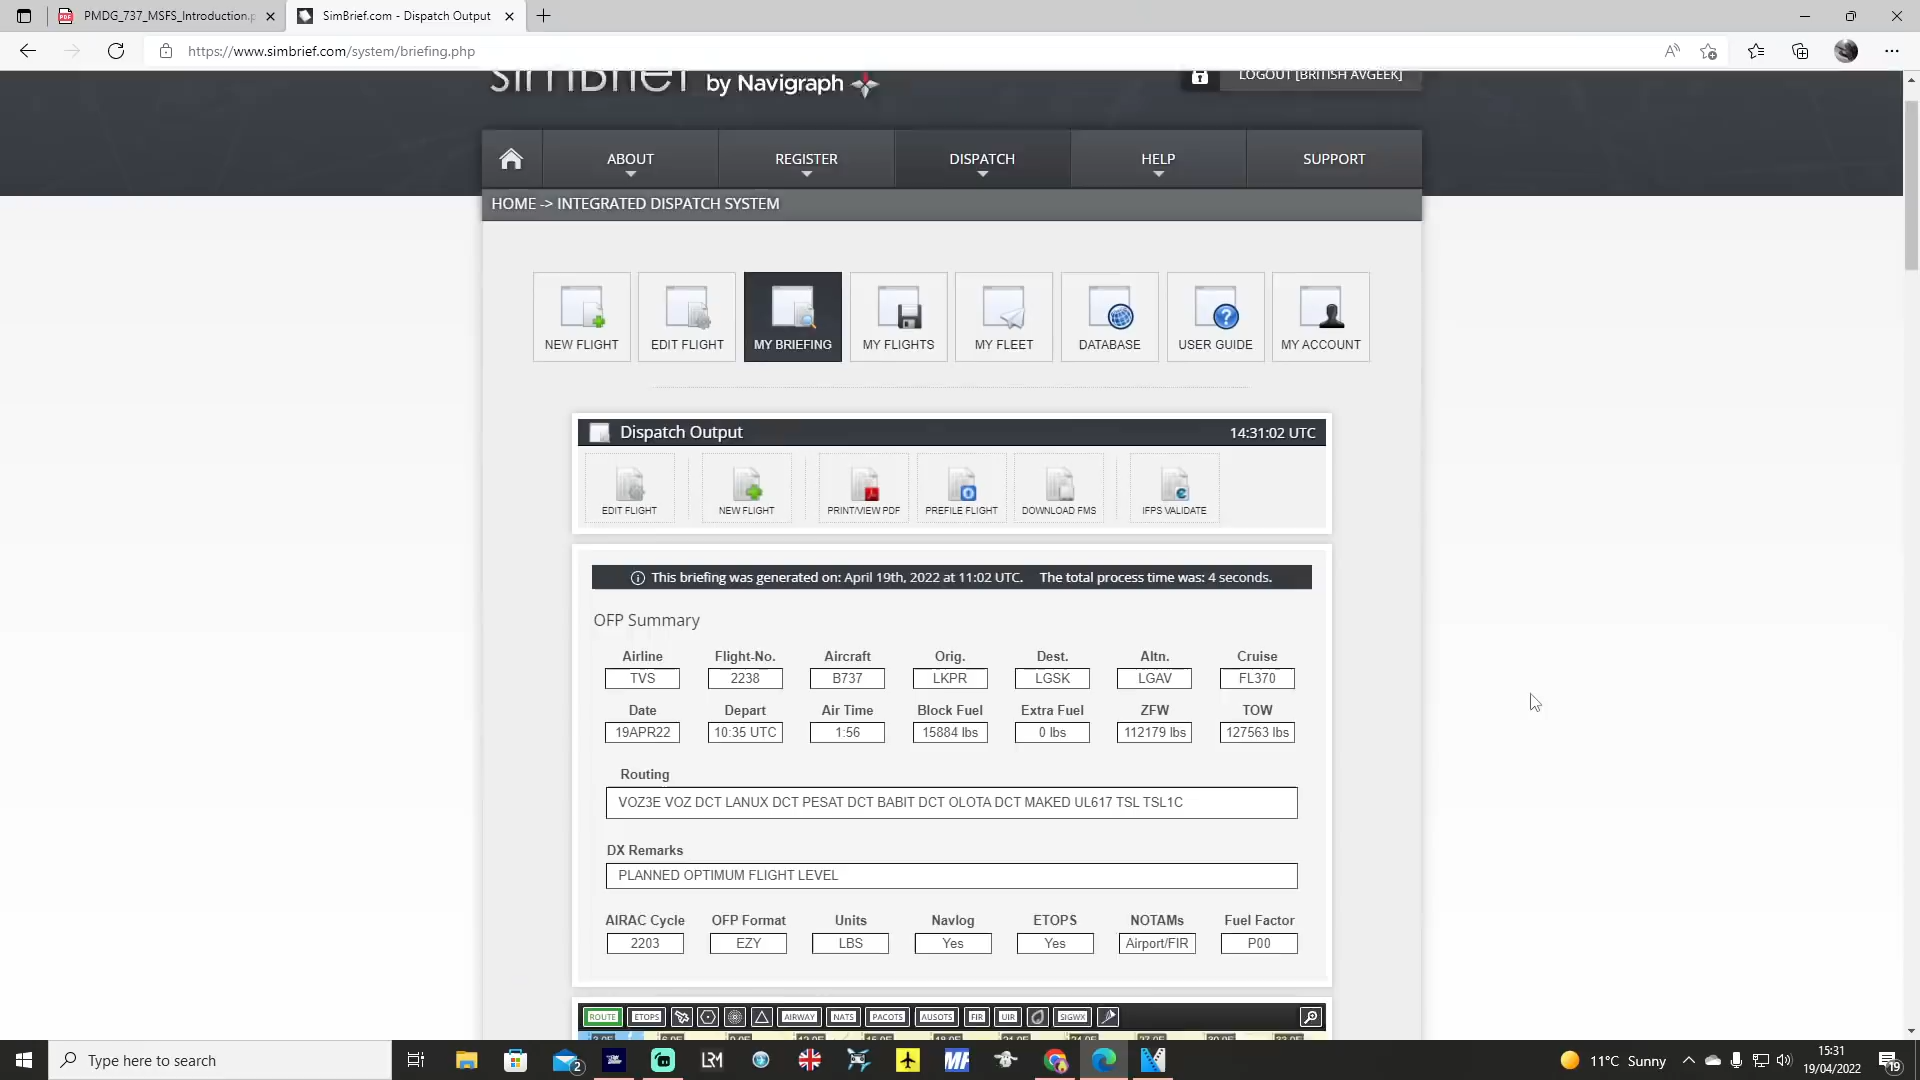 PMDG_737_MSFS_Introduction.p
SimBrief.com - Dispatch Output
https://www.simbrief.com/system/briefing.php
simBrief by Navigraph
LOGOUT [BRITISH AVGEEK]
ABOUT
REGISTER
DISPATCH
HELP
SUPPORT
HOME -> INTEGRATED DISPATCH SYSTEM
NEW FLIGHT
EDIT FLIGHT
MY BRIEFING
MY FLIGHTS
MY FLEET
DATABASE
USER GUIDE
MY ACCOUNT
Dispatch Output
14:31:02 UTC
EDIT FLIGHT
NEW FLIGHT
PRINT/VIEW PDF
PREFILE FLIGHT
DOWNLOAD FMS
IFPS VALIDATE
This briefing was generated on: April 19th, 2022 at 11:02 UTC. The total process time was: 4 seconds.
OFP Summary
Airline Flight-No. Aircraft Orig. Dest. Altn. Cruise
TVS 2238 B737 LKPR LGSK LGAV FL370
Date Depart Air Time Block Fuel Extra Fuel ZFW TOW
19APR22 10:35 UTC 1:56 15884 lbs 0 lbs 112179 lbs 127563 lbs
Routing
VOZ3E VOZ DCT LANUX DCT PESAT DCT BABIT DCT OLOTA DCT MAKED UL617 TSL TSL1C
DX Remarks
PLANNED OPTIMUM FLIGHT LEVEL
AIRAC Cycle OFP Format Units Navlog ETOPS NOTAMs Fuel Factor
2203 EZY LBS Yes Yes Airport/FIR P00
ROUTE ETOPS AIRWAY NATS PACOTS AUSOTS FIR UIR SIGWX
Type here to search
2
LRM
MF
11°C Sunny
15:31
19/04/2022
19